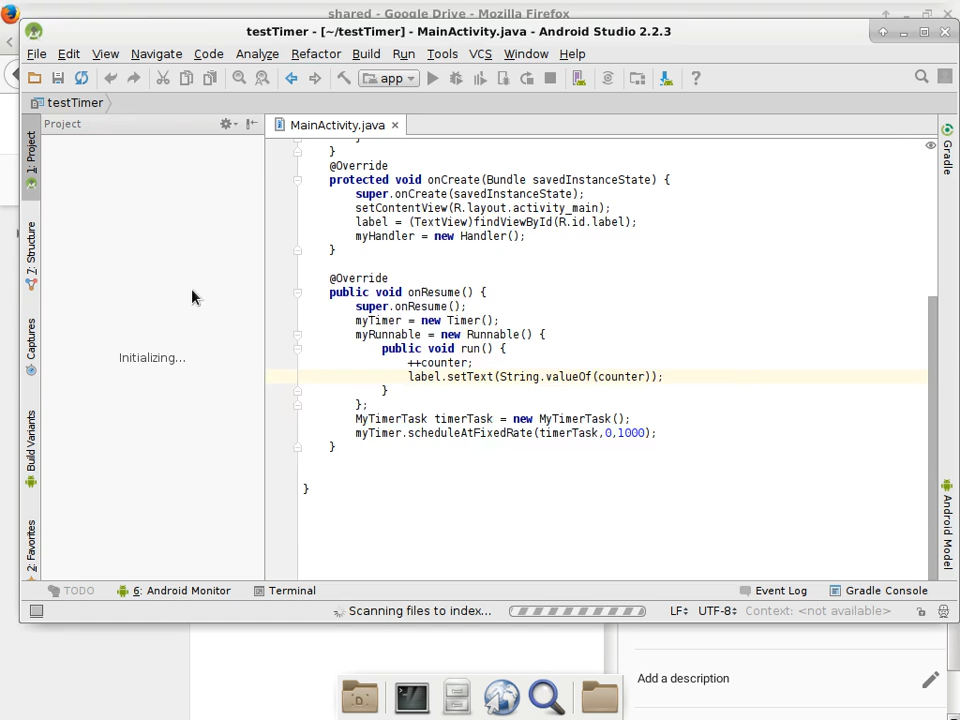 shared - Google Drive - Mozilla Firefox
testTimer - [~/testTimer] - MainActivity.java - Android Studio 2.2.3
File Edit View Navigate Code Analyze Refactor Build Run Tools VCS Window Help
app
testTimer
Project
MainActivity.java
1: Project
7: Structure
Captures
Build Variants
2: Favorites
Initializing...
}
@Override
protected void onCreate(Bundle savedInstanceState) {
super.onCreate(savedInstanceState);
setContentView(R.layout.activity_main);
label = (TextView)findViewById(R.id.label);
myHandler = new Handler();
}
@Override
public void onResume() {
super.onResume();
myTimer = new Timer();
myRunnable = new Runnable() {
public void run() {
++counter;
label.setText(String.valueOf(counter));
}
};
MyTimerTask timerTask = new MyTimerTask();
myTimer.scheduleAtFixedRate(timerTask,0,1000);
}
}
Gradle
Android Model
TODO 6: Android Monitor Terminal Event Log Gradle Console
Scanning files to index... LF UTF-8 Context: <not available>
Add a description